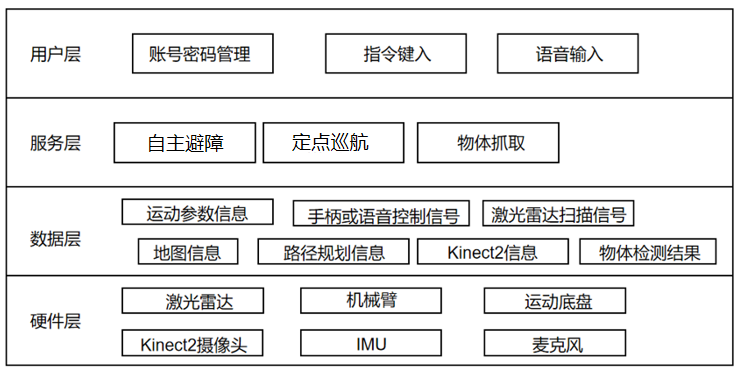 用户层 账号密码管理 指令键入 语音输入
服务层 自主避障 定点巡航 物体抓取
运动参数信息 手柄或语音控制信号 激光雷达扫描信号
数据层
地图信息 路径规划信息 Kinect2信息 物体检测结果
激光雷达 机械臂 运动底盘
硬件层
Kinect2摄像头 IMU 麦克风